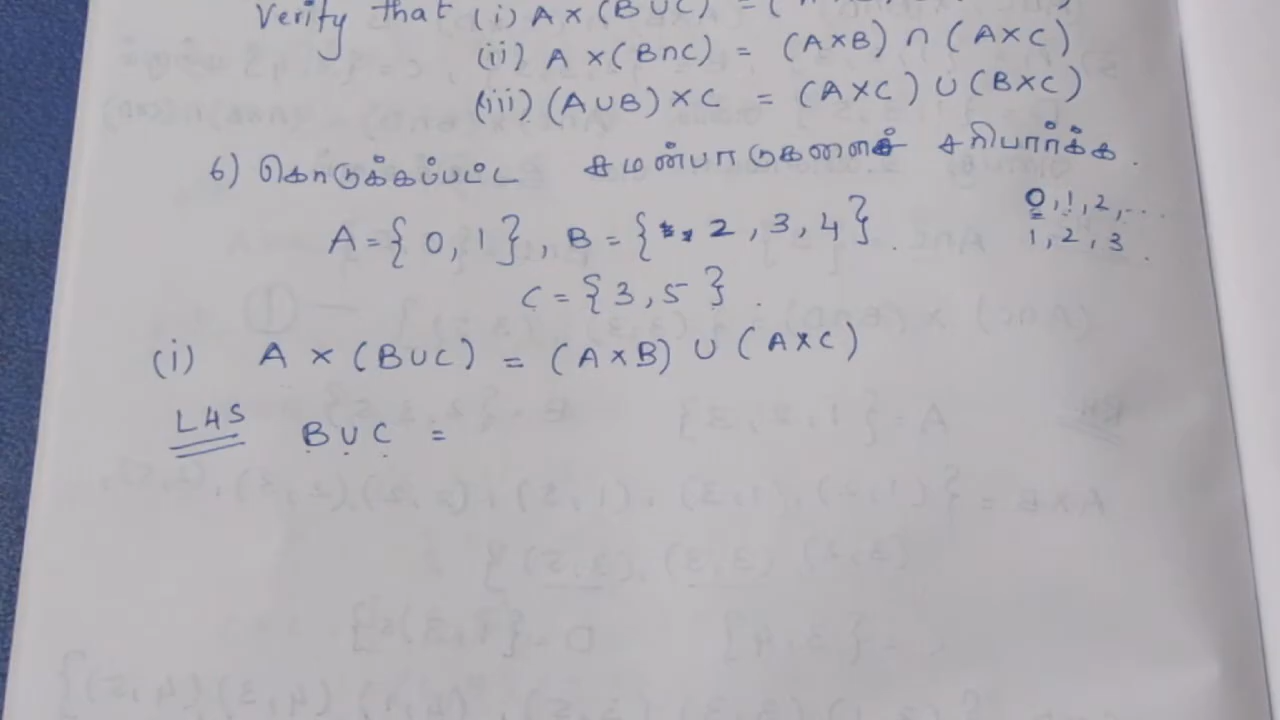 Verify that (i) A × (B ∪ C) = (
(ii) A × (B ∩ C) = (A × B) ∩ (A × C)
(iii) (A ∪ B) × C = (A × C) ∪ (B × C)
6) கொடுக்கப்பட்ட சமன்பாடுகளைச் சரிபார்க்க.
0, 1, 2, ...
A = {0, 1}, B = {2, 3, 4}.
1, 2, 3.
C = {3, 5}.
(i) A × (B ∪ C) = (A × B) ∪ (A × C)
LHS B ∪ C =